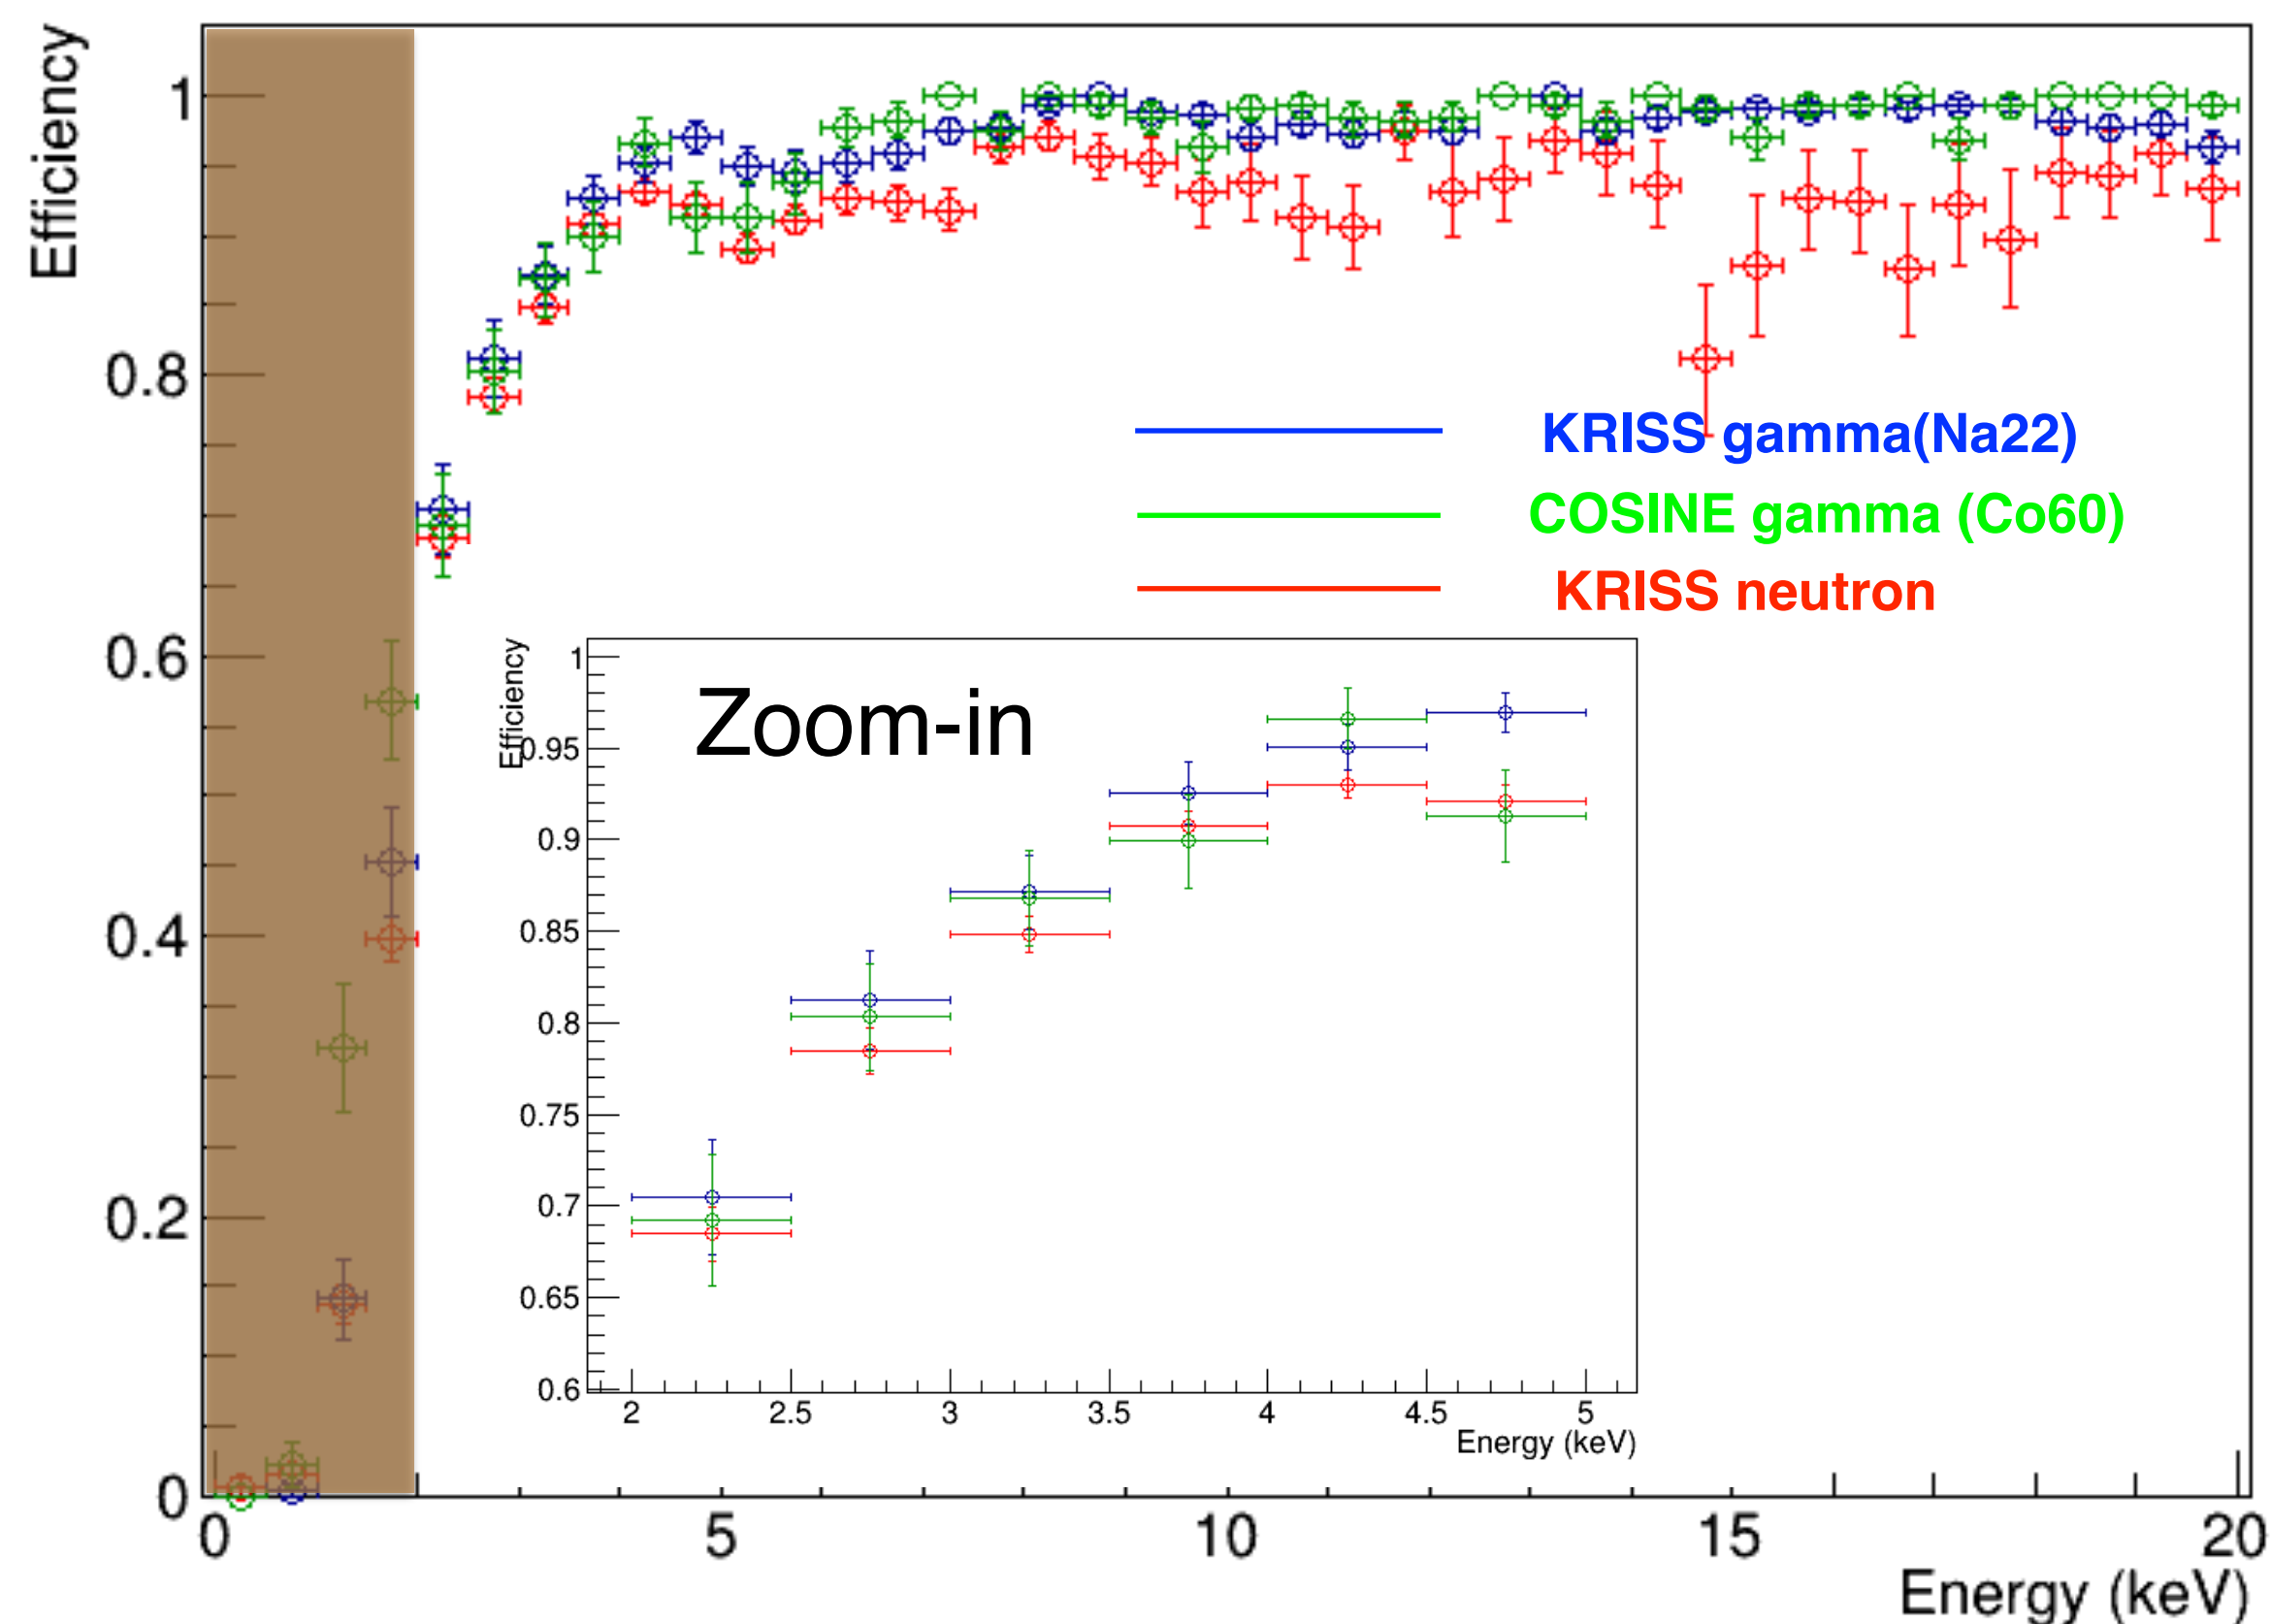 Efficiency
1
0.8
0.6
0.4
0.2
0
0 5 10 15 20
Energy (keV)
KRISS gamma(Na22)
COSINE gamma (Co60)
KRISS neutron
Zoom-in
Efficiency
1
0.95
0.9
0.85
0.8
0.75
0.7
0.65
0.6
2 2.5 3 3.5 4 4.5 5
Energy (keV)